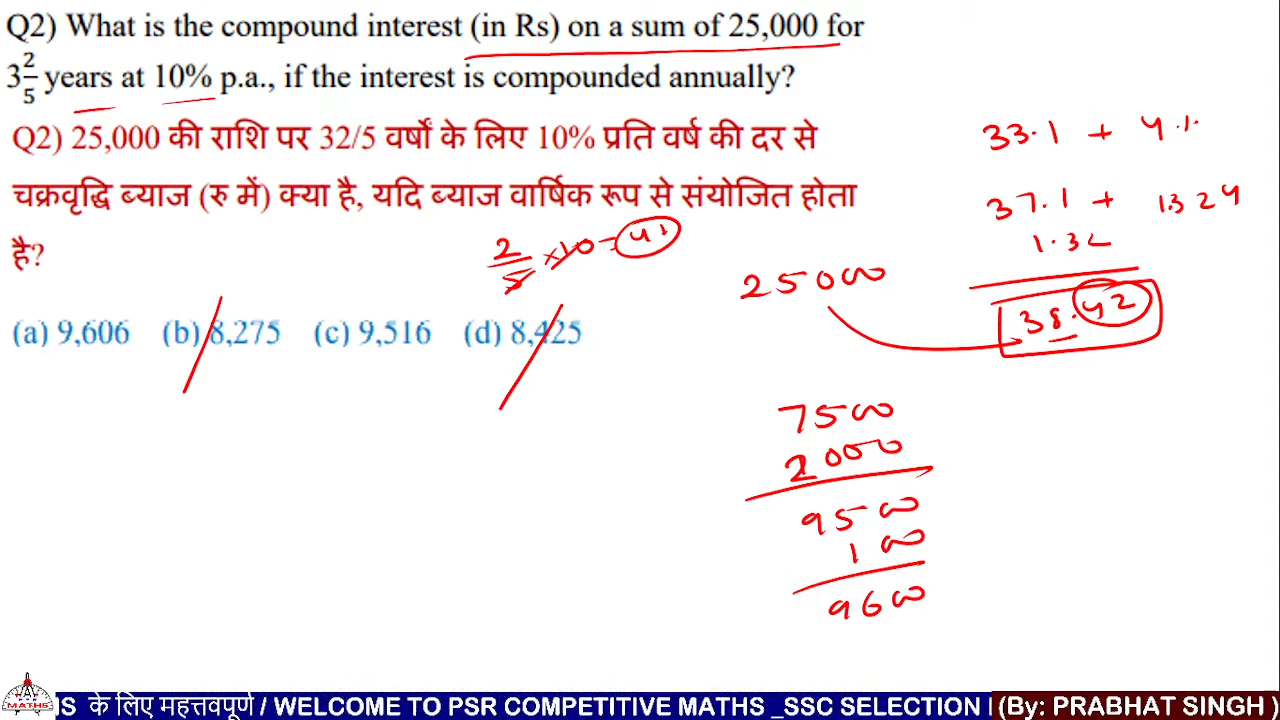 Q2) What is the compound interest (in Rs) on a sum of 25,000 for
3 2/5 years at 10% p.a., if the interest is compounded annually?
Q2) 25,000 की राशि पर 32/5 वर्षों के लिए 10% प्रति वर्ष की दर से
चक्रवृद्धि ब्याज (रु में) क्या है, यदि ब्याज वार्षिक रूप से संयोजित होता
है?
(a) 9,606 (b) 8,275 (c) 9,516 (d) 8,425
2/5 × 10 =
33.1 + 4%
37.1 + 1324
1.32
38.42
25000
7500
2000
9500
100
9600
MATHS
HS के लिए महत्तवपूर्ण / WELCOME TO PSR COMPETITIVE MATHS _SSC SELECTION
(By: PRABHAT SINGH )